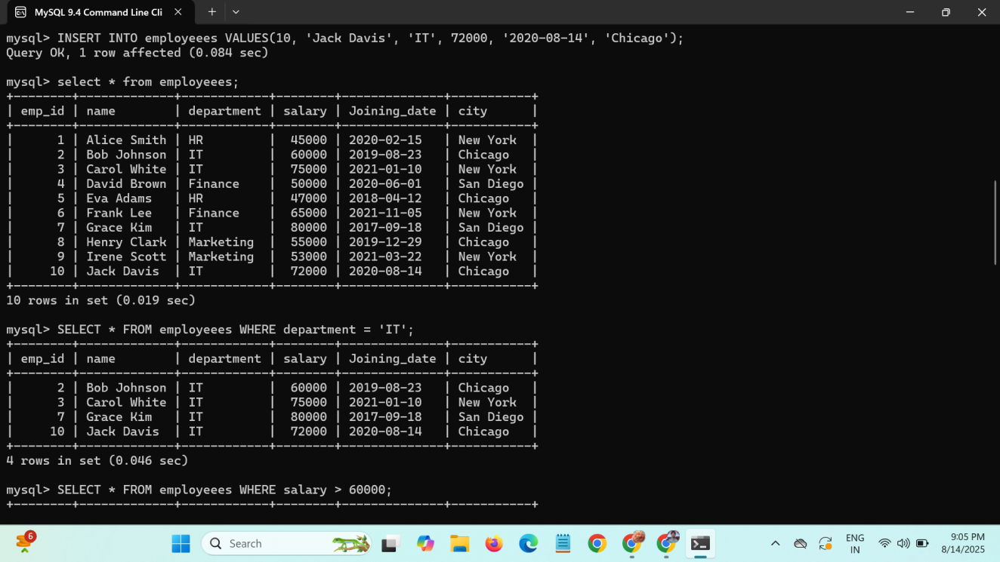 MySQL 9.4 Command Line Cli
mysql> INSERT INTO employeees VALUES(10, 'Jack Davis', 'IT', 72000, '2020-08-14', 'Chicago');
Query OK, 1 row affected (0.084 sec)
mysql> select * from employeees;
+--------+-------------+------------+--------+--------------+-----------+
| emp_id | name        | department | salary | Joining_date | city      |
+--------+-------------+------------+--------+--------------+-----------+
|      1 | Alice Smith | HR         |  45000 | 2020-02-15   | New York  |
|      2 | Bob Johnson | IT         |  60000 | 2019-08-23   | Chicago   |
|      3 | Carol White | IT         |  75000 | 2021-01-10   | New York  |
|      4 | David Brown | Finance    |  50000 | 2020-06-01   | San Diego |
|      5 | Eva Adams   | HR         |  47000 | 2018-04-12   | Chicago   |
|      6 | Frank Lee   | Finance    |  65000 | 2021-11-05   | New York  |
|      7 | Grace Kim   | IT         |  80000 | 2017-09-18   | San Diego |
|      8 | Henry Clark | Marketing  |  55000 | 2019-12-29   | Chicago   |
|      9 | Irene Scott | Marketing  |  53000 | 2021-03-22   | New York  |
|     10 | Jack Davis  | IT         |  72000 | 2020-08-14   | Chicago   |
+--------+-------------+------------+--------+--------------+-----------+
10 rows in set (0.019 sec)
mysql> SELECT * FROM employeees WHERE department = 'IT';
+--------+-------------+------------+--------+--------------+-----------+
| emp_id | name        | department | salary | Joining_date | city      |
+--------+-------------+------------+--------+--------------+-----------+
|      2 | Bob Johnson | IT         |  60000 | 2019-08-23   | Chicago   |
|      3 | Carol White | IT         |  75000 | 2021-01-10   | New York  |
|      7 | Grace Kim   | IT         |  80000 | 2017-09-18   | San Diego |
|     10 | Jack Davis  | IT         |  72000 | 2020-08-14   | Chicago   |
+--------+-------------+------------+--------+--------------+-----------+
4 rows in set (0.046 sec)
mysql> SELECT * FROM employeees WHERE salary > 60000;
+--------+-------------+------------+--------+--------------+-----------+
6
Search
ENG
IN
9:05 PM
8/14/2025